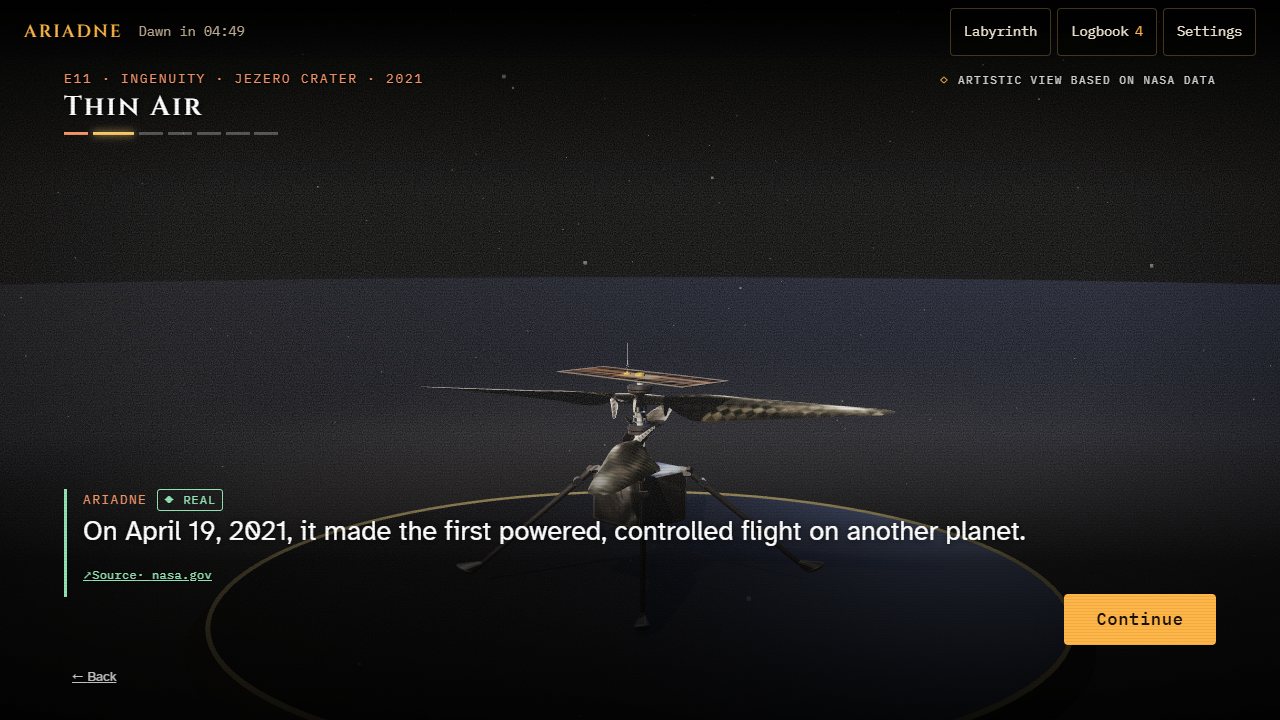 ARIADNE Dawn in 04:49 Labyrinth Logbook 4 Settings
E11 · INGENUITY · JEZERO CRATER · 2021
◇ ARTISTIC VIEW BASED ON NASA DATA
Thin Air
ARIADNE ◆ REAL
On April 19, 2021, it made the first powered, controlled flight on another planet.
↗Source· nasa.gov
Continue
← Back